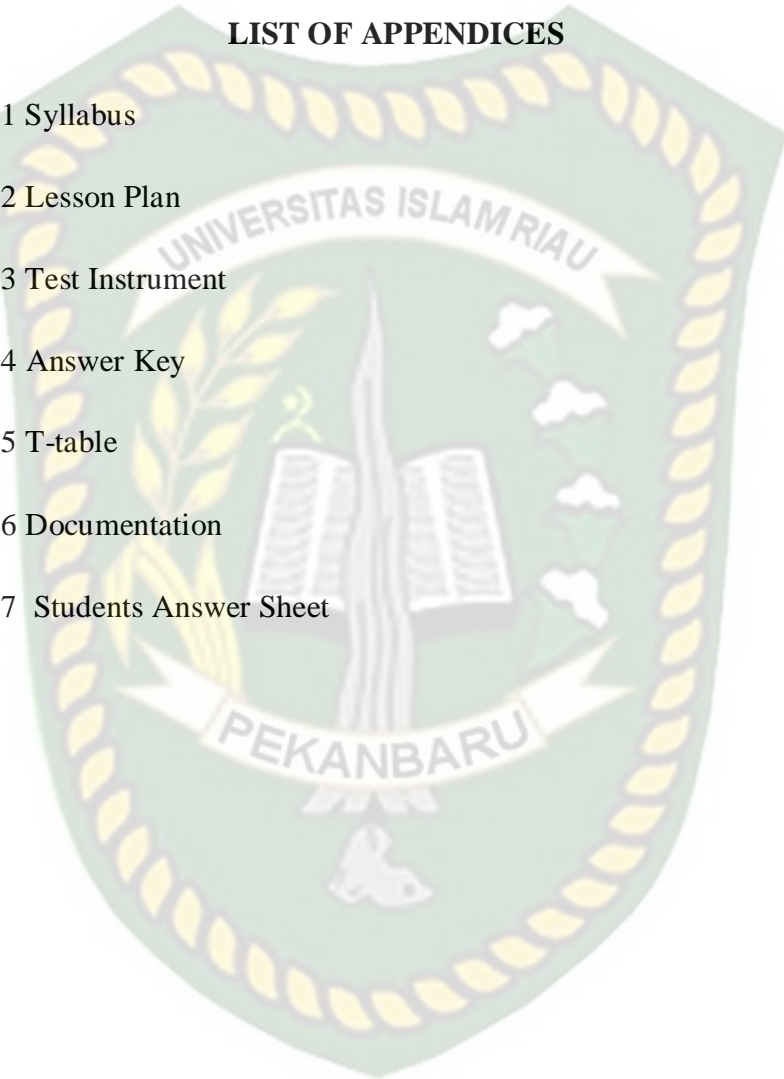 LIST OF APPENDICES
1 Syllabus
2 Lesson Plan
UNIVERSITAS ISLAM RIAU
3 Test Instrument
4 Answer Key
5 T-table
6 Documentation
7 Students Answer Sheet
PEKANBARU